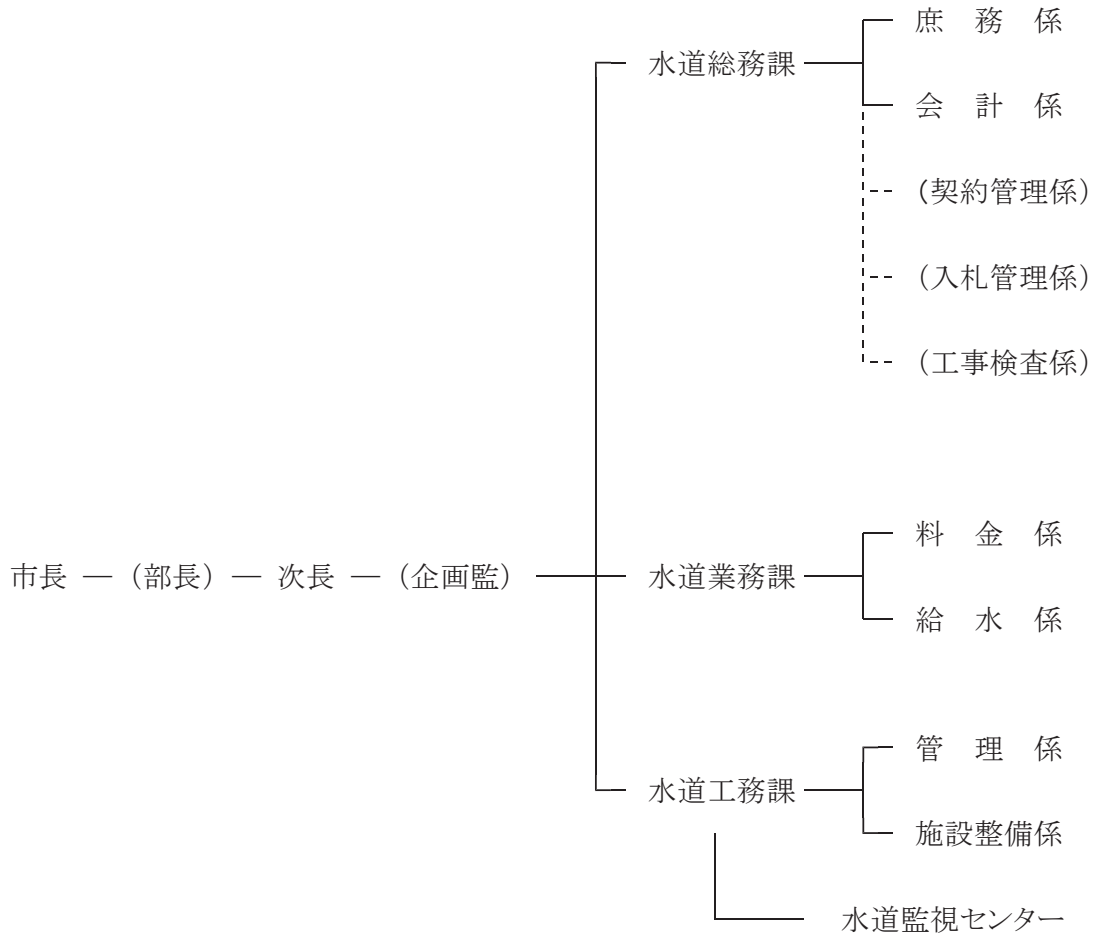 庶　務　係
水道総務課
会　計　係
（契約管理係）
（入札管理係）
（工事検査係）
料　金　係
市長 ― （部長） ― 次長 ― （企画監）　水道業務課
給　水　係
管　理　係
水道工務課
施設整備係
水道監視センター